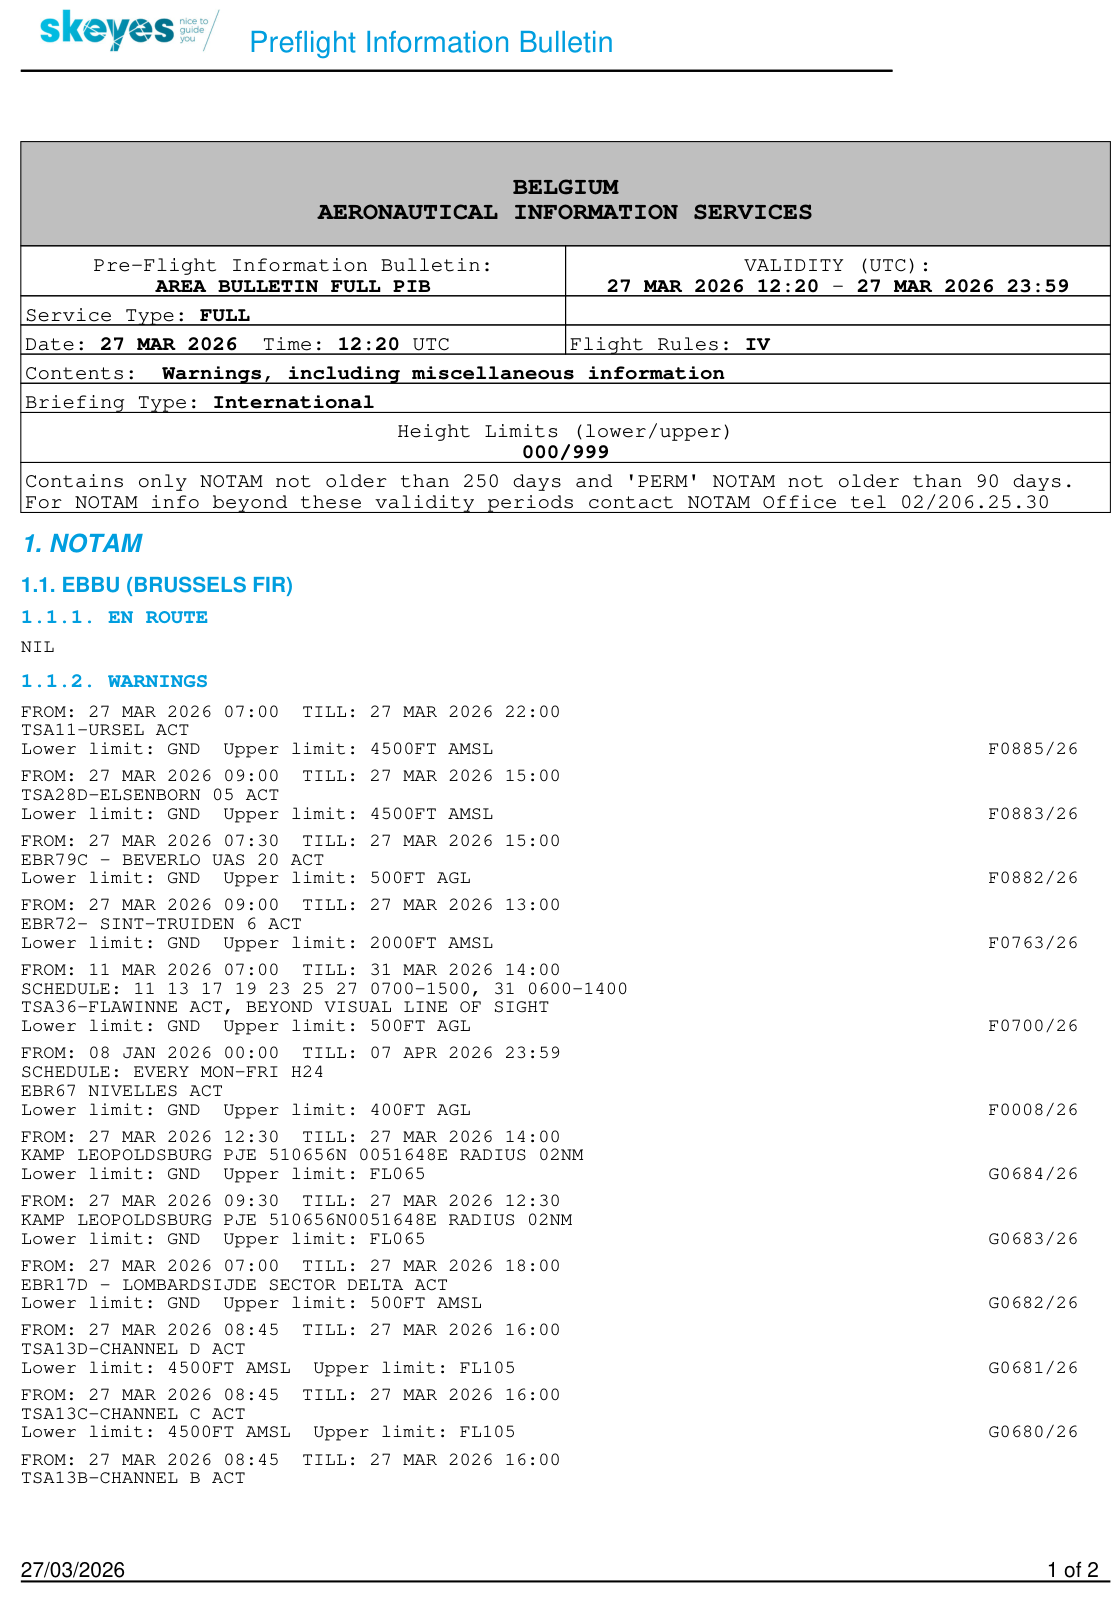 skeyes nice to guide you
Preflight Information Bulletin
BELGIUM
AERONAUTICAL INFORMATION SERVICES
Pre-Flight Information Bulletin:
AREA BULLETIN FULL PIB
VALIDITY (UTC):
27 MAR 2026 12:20 - 27 MAR 2026 23:59
Service Type: FULL
Date: 27 MAR 2026  Time: 12:20 UTC
Flight Rules: IV
Contents:  Warnings, including miscellaneous information
Briefing Type: International
Height Limits (lower/upper)
000/999
Contains only NOTAM not older than 250 days and 'PERM' NOTAM not older than 90 days.
For NOTAM info beyond these validity periods contact NOTAM Office tel 02/206.25.30
1. NOTAM
1.1. EBBU (BRUSSELS FIR)
1.1.1. EN ROUTE
NIL
1.1.2. WARNINGS
FROM: 27 MAR 2026 07:00  TILL: 27 MAR 2026 22:00
TSA11-URSEL ACT
Lower limit: GND  Upper limit: 4500FT AMSL F0885/26
FROM: 27 MAR 2026 09:00  TILL: 27 MAR 2026 15:00
TSA28D-ELSENBORN 05 ACT
Lower limit: GND  Upper limit: 4500FT AMSL F0883/26
FROM: 27 MAR 2026 07:30  TILL: 27 MAR 2026 15:00
EBR79C - BEVERLO UAS 20 ACT
Lower limit: GND  Upper limit: 500FT AGL F0882/26
FROM: 27 MAR 2026 09:00  TILL: 27 MAR 2026 13:00
EBR72- SINT-TRUIDEN 6 ACT
Lower limit: GND  Upper limit: 2000FT AMSL F0763/26
FROM: 11 MAR 2026 07:00  TILL: 31 MAR 2026 14:00
SCHEDULE: 11 13 17 19 23 25 27 0700-1500, 31 0600-1400
TSA36-FLAWINNE ACT, BEYOND VISUAL LINE OF SIGHT
Lower limit: GND  Upper limit: 500FT AGL F0700/26
FROM: 08 JAN 2026 00:00  TILL: 07 APR 2026 23:59
SCHEDULE: EVERY MON-FRI H24
EBR67 NIVELLES ACT
Lower limit: GND  Upper limit: 400FT AGL F0008/26
FROM: 27 MAR 2026 12:30  TILL: 27 MAR 2026 14:00
KAMP LEOPOLDSBURG PJE 510656N 0051648E RADIUS 02NM
Lower limit: GND  Upper limit: FL065 G0684/26
FROM: 27 MAR 2026 09:30  TILL: 27 MAR 2026 12:30
KAMP LEOPOLDSBURG PJE 510656N0051648E RADIUS 02NM
Lower limit: GND  Upper limit: FL065 G0683/26
FROM: 27 MAR 2026 07:00  TILL: 27 MAR 2026 18:00
EBR17D - LOMBARDSIJDE SECTOR DELTA ACT
Lower limit: GND  Upper limit: 500FT AMSL G0682/26
FROM: 27 MAR 2026 08:45  TILL: 27 MAR 2026 16:00
TSA13D-CHANNEL D ACT
Lower limit: 4500FT AMSL  Upper limit: FL105 G0681/26
FROM: 27 MAR 2026 08:45  TILL: 27 MAR 2026 16:00
TSA13C-CHANNEL C ACT
Lower limit: 4500FT AMSL  Upper limit: FL105 G0680/26
FROM: 27 MAR 2026 08:45  TILL: 27 MAR 2026 16:00
TSA13B-CHANNEL B ACT
27/03/2026 1 of 2